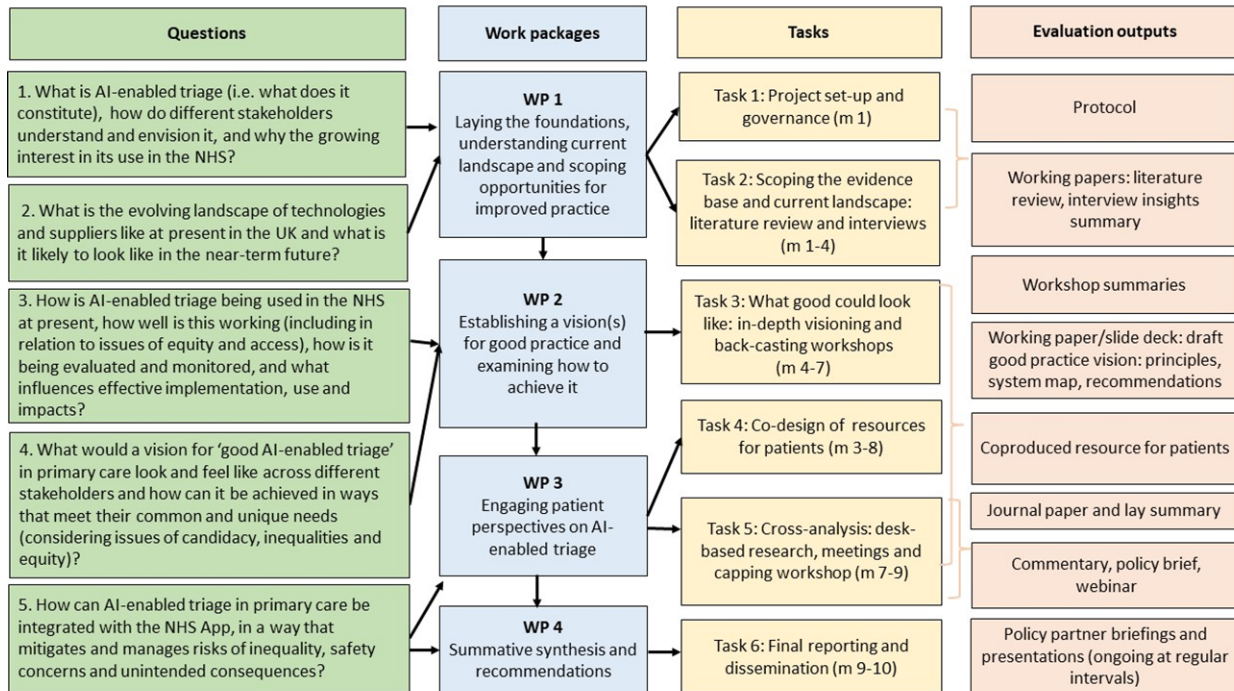 Questions
Work packages
Tasks
Evaluation outputs
1. What is AI-enabled triage (i.e. what does it
constitute), how do different stakeholders
understand and envision it, and why the growing
interest in its use in the NHS?
2. What is the evolving landscape of technologies
and suppliers like at present in the UK and what is
it likely to look like in the near-term future?
3. How is AI-enabled triage being used in the NHS
at present, how well is this working (including in
relation to issues of equity and access), how is it
being evaluated and monitored, and what
influences effective implementation, use and
impacts?
4. What would a vision for ‘good AI-enabled triage’
in primary care look and feel like across different
stakeholders and how can it be achieved in ways
that meet their common and unique needs
(considering issues of candidacy, inequalities and
equity)?
5. How can AI-enabled triage in primary care be
integrated with the NHS App, in a way that
mitigates and manages risks of inequality, safety
concerns and unintended consequences?
WP 1
Laying the foundations,
understanding current
landscape and scoping
opportunities for
improved practice
WP 2
Establishing a vision(s)
for good practice and
examining how to
achieve it
WP 3
Engaging patient
perspectives on AI-
enabled triage
WP 4
Summative synthesis and
recommendations
Task 1: Project set-up and
governance (m 1)
Task 2: Scoping the evidence
base and current landscape:
literature review and interviews
(m 1-4)
Task 3: What good could look
like: in-depth visioning and
back-casting workshops
(m 4-7)
Task 4: Co-design of resources
for patients (m 3-8)
Task 5: Cross-analysis: desk-
based research, meetings and
capping workshop (m 7-9)
Task 6: Final reporting and
dissemination (m 9-10)
Protocol
Working papers: literature
review, interview insights
summary
Workshop summaries
Working paper/slide deck: draft
good practice vision: principles,
system map, recommendations
Coproduced resource for patients
Journal paper and lay summary
Commentary, policy brief,
webinar
Policy partner briefings and
presentations (ongoing at regular
intervals)